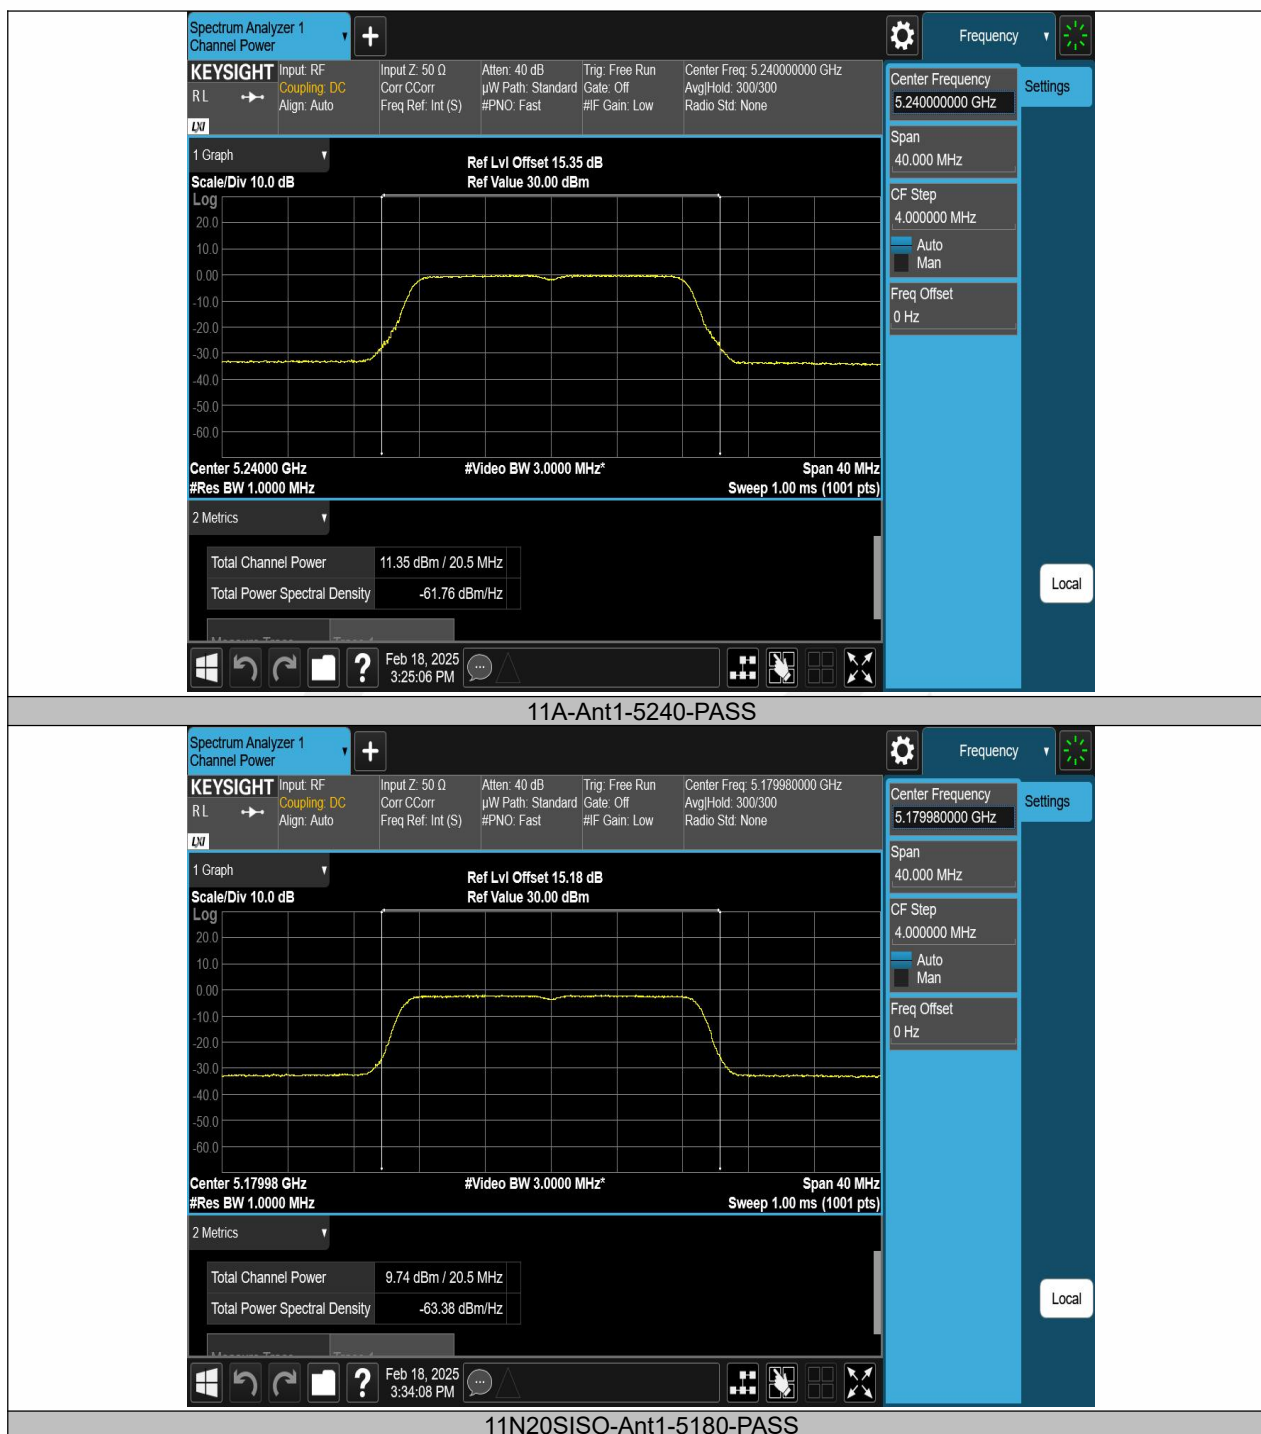 Spectrum Analyzer 1
Channel Power
+
Frequency
KEYSIGHT
Input: RF
Input Z: 50 Ω
Atten: 40 dB
Trig: Free Run
Center Freq: 5.240000000 GHz
RL
Coupling: DC
Corr CCorr
µW Path: Standard
Gate: Off
Avg|Hold: 300/300
Align: Auto
Freq Ref: Int (S)
#PNO: Fast
#IF Gain: Low
Radio Std: None
LXI
Center Frequency
5.240000000 GHz
Settings
Span
40.000 MHz
CF Step
4.000000 MHz
Auto
Man
Freq Offset
0 Hz
Local
1 Graph
Ref Lvl Offset 15.35 dB
Scale/Div 10.0 dB
Ref Value 30.00 dBm
Log
20.0
10.0
0.00
-10.0
-20.0
-30.0
-40.0
-50.0
-60.0
Center 5.24000 GHz
#Video BW 3.0000 MHz*
Span 40 MHz
#Res BW 1.0000 MHz
Sweep 1.00 ms (1001 pts)
2 Metrics
Total Channel Power 11.35 dBm / 20.5 MHz
Total Power Spectral Density -61.76 dBm/Hz
?
Feb 18, 2025
3:25:06 PM
11A-Ant1-5240-PASS
Spectrum Analyzer 1
Channel Power
+
Frequency
KEYSIGHT
Input: RF
Input Z: 50 Ω
Atten: 40 dB
Trig: Free Run
Center Freq: 5.179980000 GHz
RL
Coupling: DC
Corr CCorr
µW Path: Standard
Gate: Off
Avg|Hold: 300/300
Align: Auto
Freq Ref: Int (S)
#PNO: Fast
#IF Gain: Low
Radio Std: None
LXI
Center Frequency
5.179980000 GHz
Settings
Span
40.000 MHz
CF Step
4.000000 MHz
Auto
Man
Freq Offset
0 Hz
Local
1 Graph
Ref Lvl Offset 15.18 dB
Scale/Div 10.0 dB
Ref Value 30.00 dBm
Log
20.0
10.0
0.00
-10.0
-20.0
-30.0
-40.0
-50.0
-60.0
Center 5.17998 GHz
#Video BW 3.0000 MHz*
Span 40 MHz
#Res BW 1.0000 MHz
Sweep 1.00 ms (1001 pts)
2 Metrics
Total Channel Power 9.74 dBm / 20.5 MHz
Total Power Spectral Density -63.38 dBm/Hz
?
Feb 18, 2025
3:34:08 PM
11N20SISO-Ant1-5180-PASS